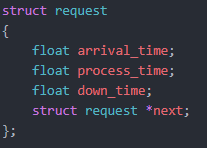 struct request
{
    float arrival_time;
    float process_time;
    float down_time;
    struct request *next;
};